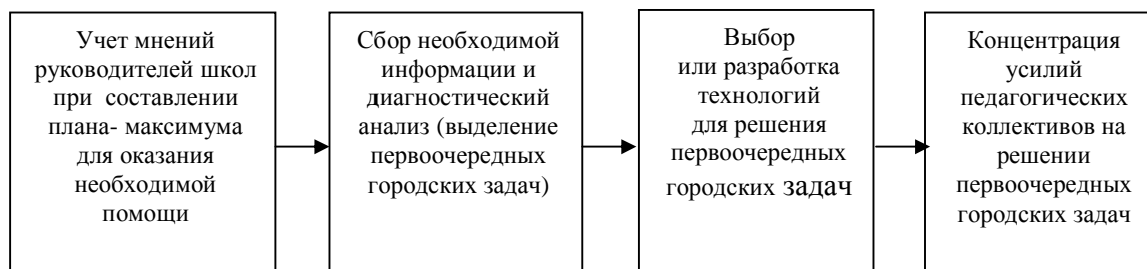 Учет мнений
руководителей школ
при составлении
плана- максимума
для оказания
необходимой
помощи
Сбор необходимой
информации и
диагностический
анализ (выделение
первоочередных
городских задач)
Выбор
или разработка
технологий
для решения
первоочередных
городских задач
Концентрация
усилий
педагогических
коллективов на
решении
первоочередных
городских задач